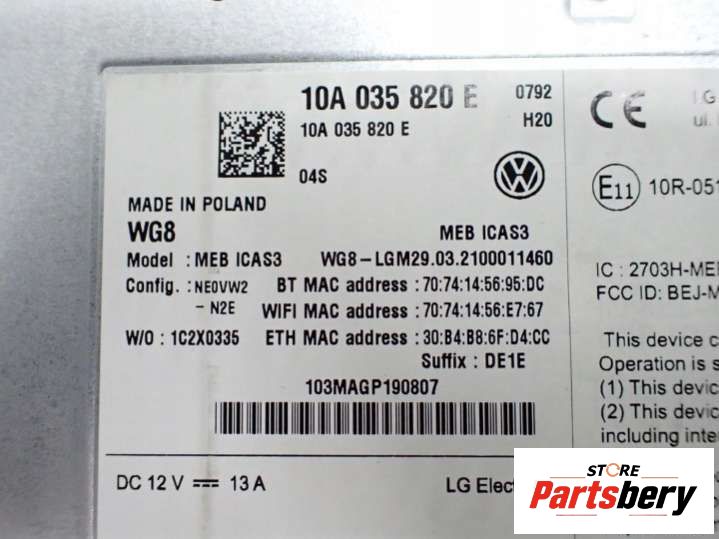 10A 035 820 E 0792
10A 035 820 E H20
04S
MADE IN POLAND
WG8 MEB ICAS3
Model : MEB ICAS3 WG8-LGM29.03.2100011460
Config. : NE0VW2 BT MAC address : 70:74:14:56:95:DC
- N2E WIFI MAC address : 70:74:14:56:E7:67
W/O : 1C2X0335 ETH MAC address : 30:B4:B8:6F:D4:CC
Suffix : DE1E
103MAGP190807
DC 12 V 13 A LG Elect
CE
ul.
E11 10R-051
IC : 2703H-ME
FCC ID: BEJ-M
This device c
Operation is s
(1) This devic
(2) This devic
including inte
STORE
Partsbery